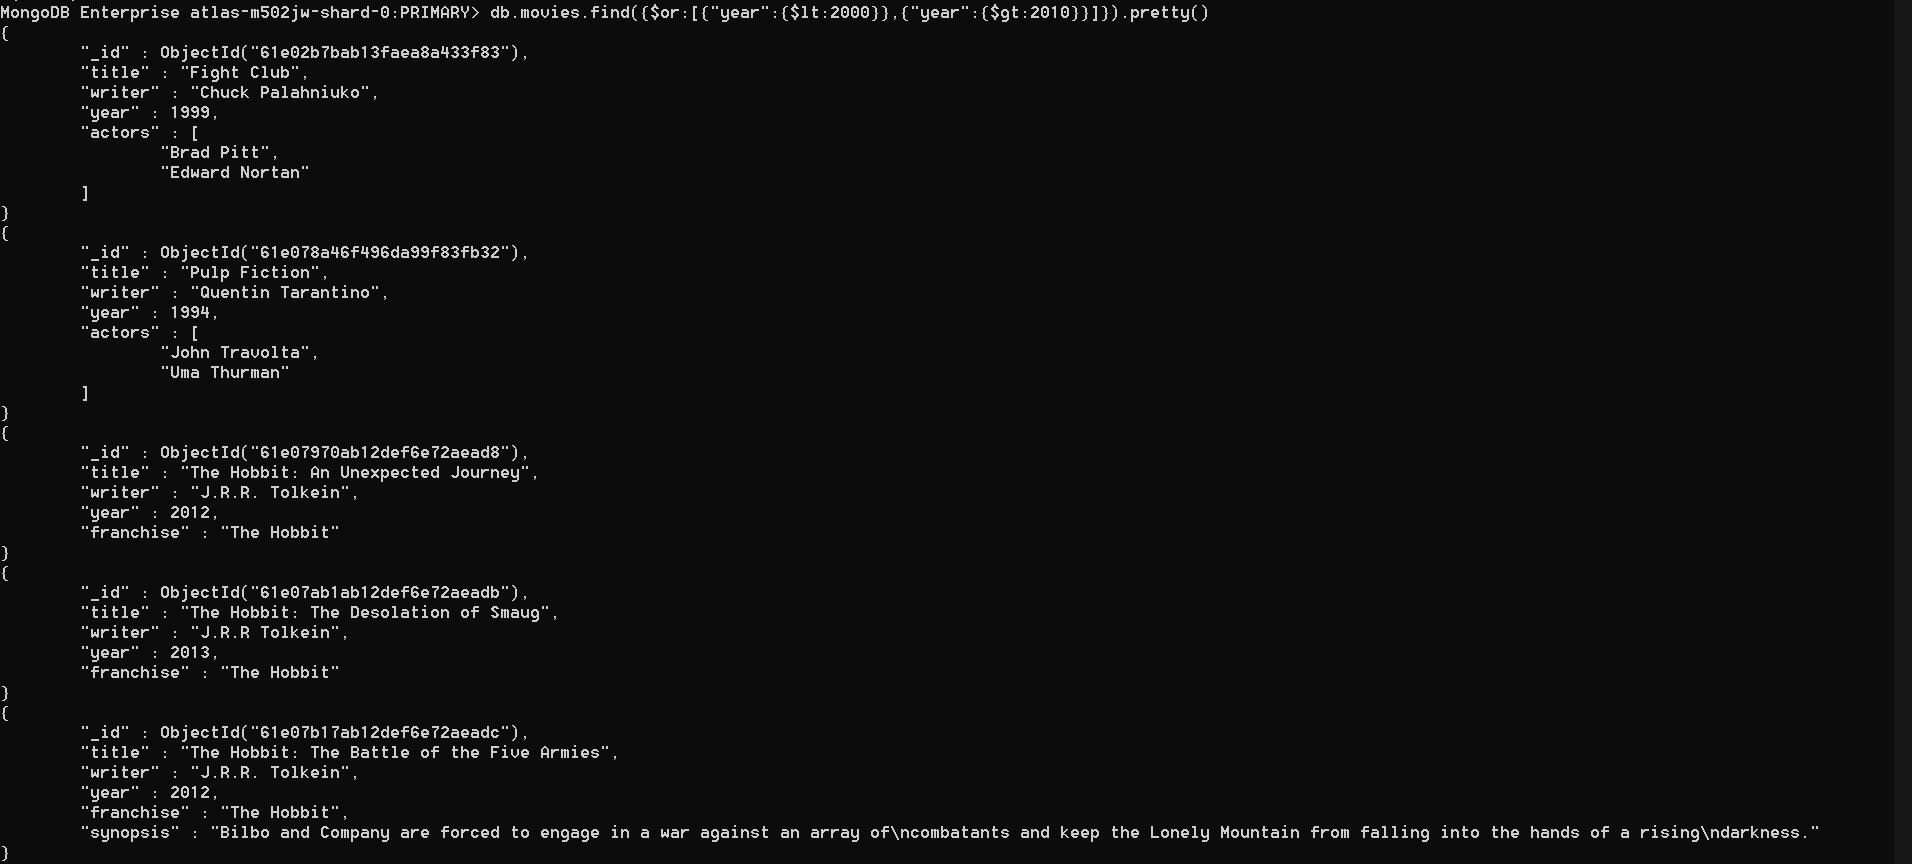 MongoDB Enterprise atlas-m502jw-shard-0:PRIMARY> db.movies.find({$or:[{"year":{$lt:2000}},{"year":{$gt:2010}}]}).pretty()
{
"_id" : ObjectId("61e02b7bab13faea8a433f83"),
"title" : "Fight Club",
"writer" : "Chuck Palahniuko",
"year" : 1999,
"actors" : [
"Brad Pitt",
"Edward Nortan"
]
}
{
"_id" : ObjectId("61e078a46f496da99f83fb32"),
"title" : "Pulp Fiction",
"writer" : "Quentin Tarantino",
"year" : 1994,
"actors" : [
"John Travolta",
"Uma Thurman"
]
}
{
"_id" : ObjectId("61e07970ab12def6e72aead8"),
"title" : "The Hobbit: An Unexpected Journey",
"writer" : "J.R.R. Tolkein",
"year" : 2012,
"franchise" : "The Hobbit"
}
{
"_id" : ObjectId("61e07ab1ab12def6e72aeadb"),
"title" : "The Hobbit: The Desolation of Smaug",
"writer" : "J.R.R Tolkein",
"year" : 2013,
"franchise" : "The Hobbit"
}
{
"_id" : ObjectId("61e07b17ab12def6e72aeadc"),
"title" : "The Hobbit: The Battle of the Five Armies",
"writer" : "J.R.R. Tolkein",
"year" : 2012,
"franchise" : "The Hobbit",
"synopsis" : "Bilbo and Company are forced to engage in a war against an array of\ncombatants and keep the Lonely Mountain from falling into the hands of a rising\ndarkness."
}